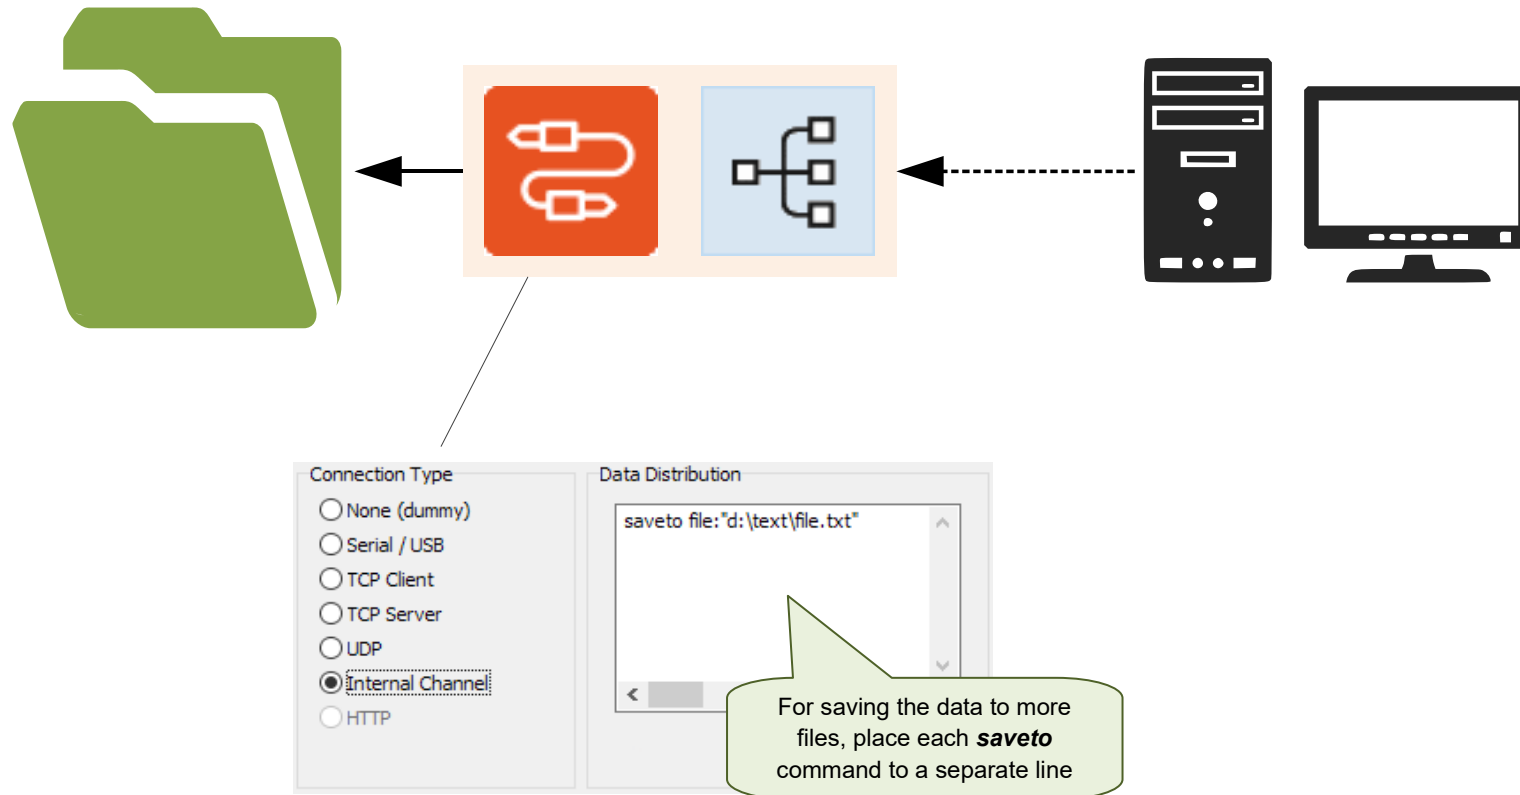 Connection Type
None (dummy)
Serial / USB
TCP Client
TCP Server
UDP
Internal Channel
HTTP
Data Distribution
saveto file:"d:\text\file.txt"
For saving the data to more
files, place each saveto
command to a separate line